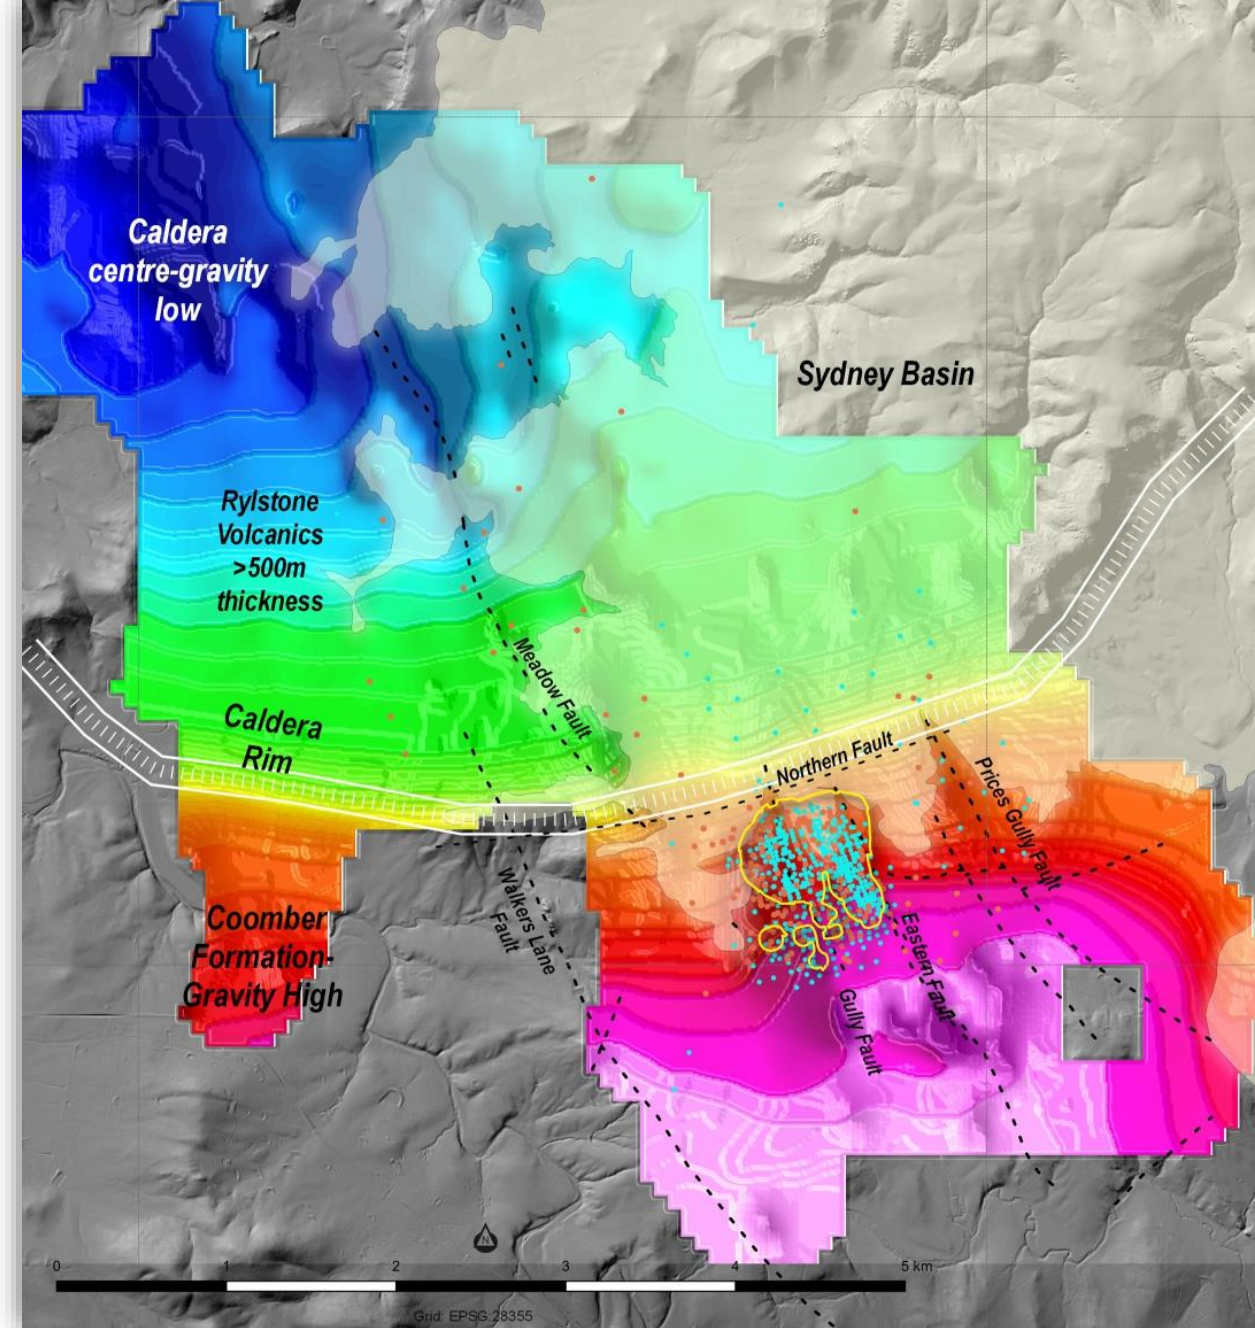 Caldera
centre-gravity
low
Sydney Basin
Rylstone
Volcanics
>500m
thickness
Meadow Fault
Caldera
Rim
Northern Fault
Prices Gully Fault
Walkers Lane
Fault
Coomber
Formation-
Gravity High
Eastern Fault
Gully Fault
N
0 1 2 3 4 5 km
Grid: EPSG:28355